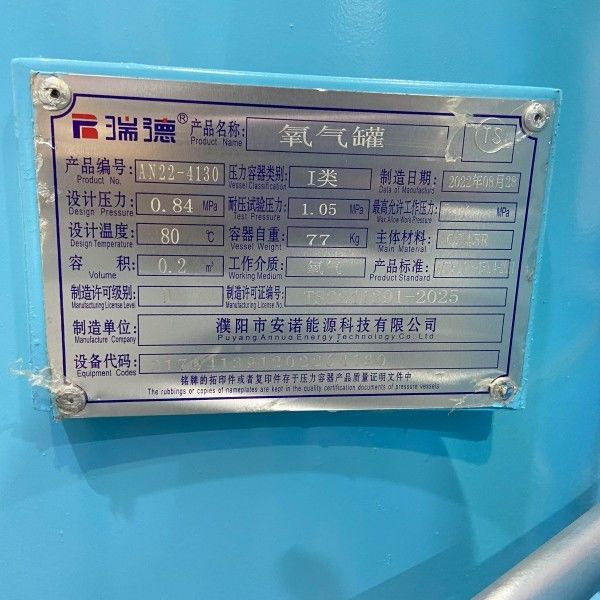 瑞德® 产品名称: Product Name 氧气罐 TS
产品编号: Product No. AN22-4130 压力容器类别: Vessel Classification I类 制造日期: Date of Manufacture 2022年08月28
设计压力: Design Pressure 0.84 MPa 耐压试验压力: Test Pressure 1.05 MPa 最高允许工作压力: Max.Allow Work Pressure MPa
设计温度: Design Temperature 80 ℃ 容器自重: Vessel Weight 77 Kg 主体材料: Main Material
容 积: Volume 0.2 m³ 工作介质: Working Medium 氧气 产品标准: Product Standard
制造许可级别: Manufacturing License Level 制造许可证编号: Manufacturing License No.
制造单位: Manufacture Company 濮阳市安诺能源科技有限公司 Puyang Annuo Energy Technology Co.,Ltd
设备代码: Equipment Codes
铭牌的拓印件或者复印件存于压力容器产品质量证明文件中
The rubbings or copies of nameplates are kept in the quality certification documents of pressure vessels